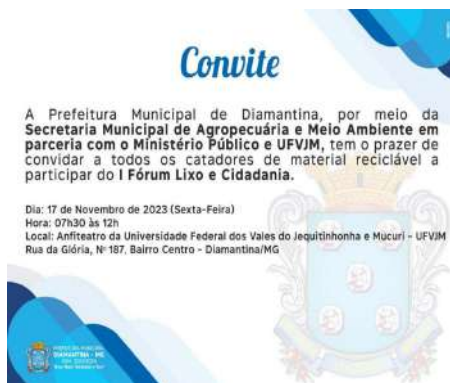 Convite
A Prefeitura Municipal de Diamantina, por meio da
Secretaria Municipal de Agropecuária e Meio Ambiente em
parceria com o Ministério Público e UFVJM, tem o prazer de
convidar a todos os catadores de material reciclável a
participar do I Fórum Lixo e Cidadania.
Dia: 17 de Novembro de 2023 (Sexta-Feira)
Hora: 07h30 às 12h
Local: Anfiteatro da Universidade Federal dos Vales do Jequitinhonha e Mucuri - UFVJM
Rua da Glória, Nº 187, Bairro Centro - Diamantina/MG
DIAMANTINA - MG